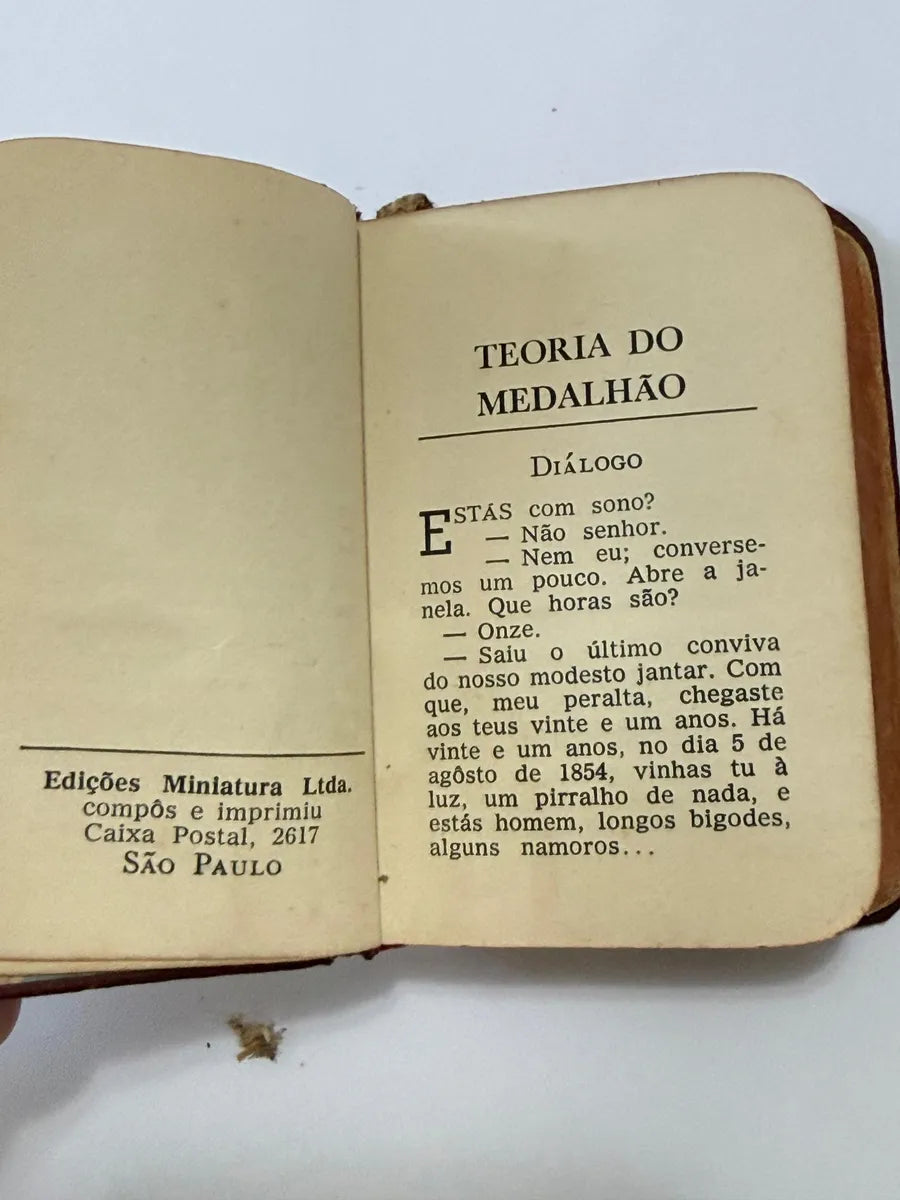 Edições Miniatura Ltda.
compôs e imprimiu
Caixa Postal, 2617
SÃO PAULO
TEORIA DO
MEDALHÃO
DIÁLOGO
ESTÁS com sono?
— Não senhor.
— Nem eu; converse-
mos um pouco. Abre a ja-
nela. Que horas são?
— Onze.
— Saiu o último conviva
do nosso modesto jantar. Com
que, meu peralta, chegaste
aos teus vinte e um anos. Há
vinte e um anos, no dia 5 de
agôsto de 1854, vinhas tu à
luz, um pirralho de nada, e
estás homem, longos bigodes,
alguns namoros...